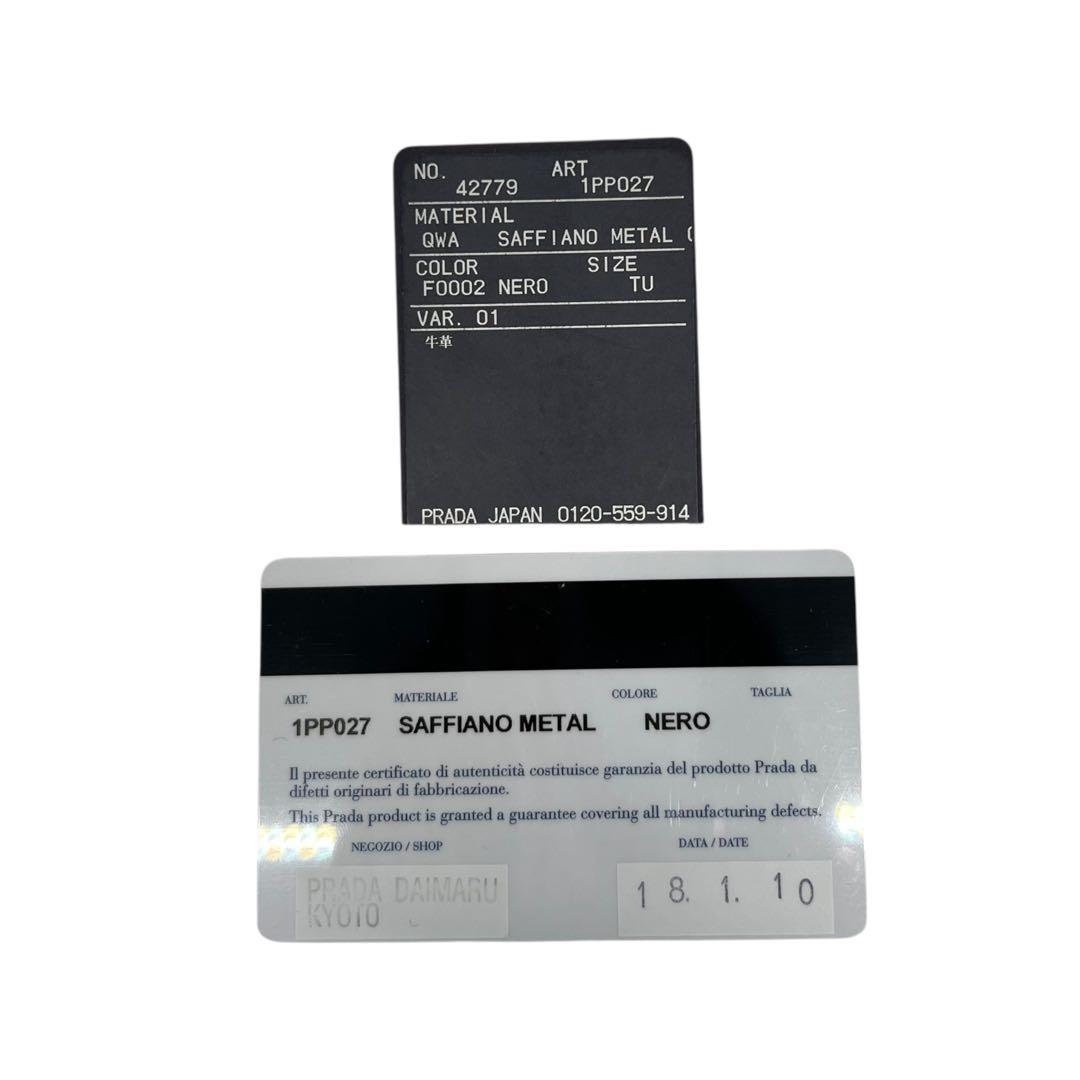 NO. ART
42779 1PP027
MATERIAL
QWA SAFFIANO METAL (
COLOR SIZE
F0002 NERO TU
VAR. 01
牛革
PRADA JAPAN 0120-559-914
ART. MATERIALE COLORE TAGLIA
1PP027 SAFFIANO METAL NERO
Il presente certificato di autenticità costituisce garanzia del prodotto Prada da
difetti originari di fabbricazione.
This Prada product is granted a guarantee covering all manufacturing defects.
NEGOZIO / SHOP DATA / DATE
PRADA DAIMARU
KYOTO
18. 1. 10